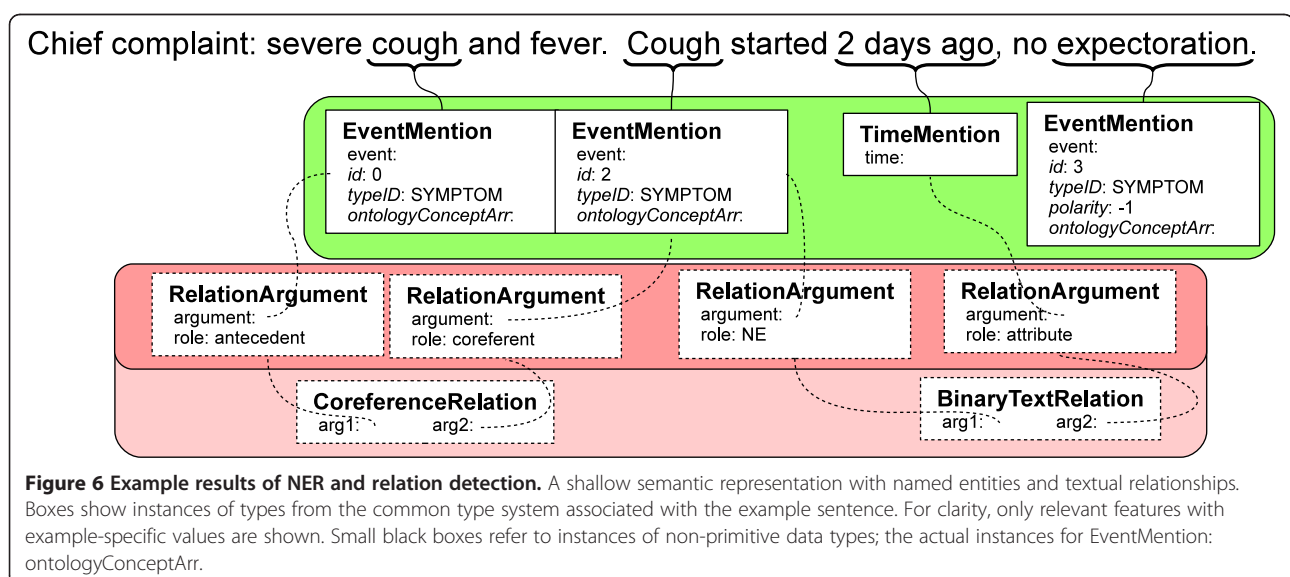 Chief complaint: severe cough and fever. Cough started 2 days ago, no expectoration.
EventMention
event:
id: 0
typeID: SYMPTOM
ontologyConceptArr:
EventMention
event:
id: 2
typeID: SYMPTOM
ontologyConceptArr:
TimeMention
time:
EventMention
event:
id: 3
typeID: SYMPTOM
polarity: -1
ontologyConceptArr:
RelationArgument
argument:
role: antecedent
RelationArgument
argument:
role: coreferent
RelationArgument
argument:
role: NE
RelationArgument
argument:
role: attribute
CoreferenceRelation
arg1: arg2:
BinaryTextRelation
arg1: arg2:
Figure 6 Example results of NER and relation detection. A shallow semantic representation with named entities and textual relationships.
Boxes show instances of types from the common type system associated with the example sentence. For clarity, only relevant features with
example-specific values are shown. Small black boxes refer to instances of non-primitive data types; the actual instances for EventMention:
ontologyConceptArr.